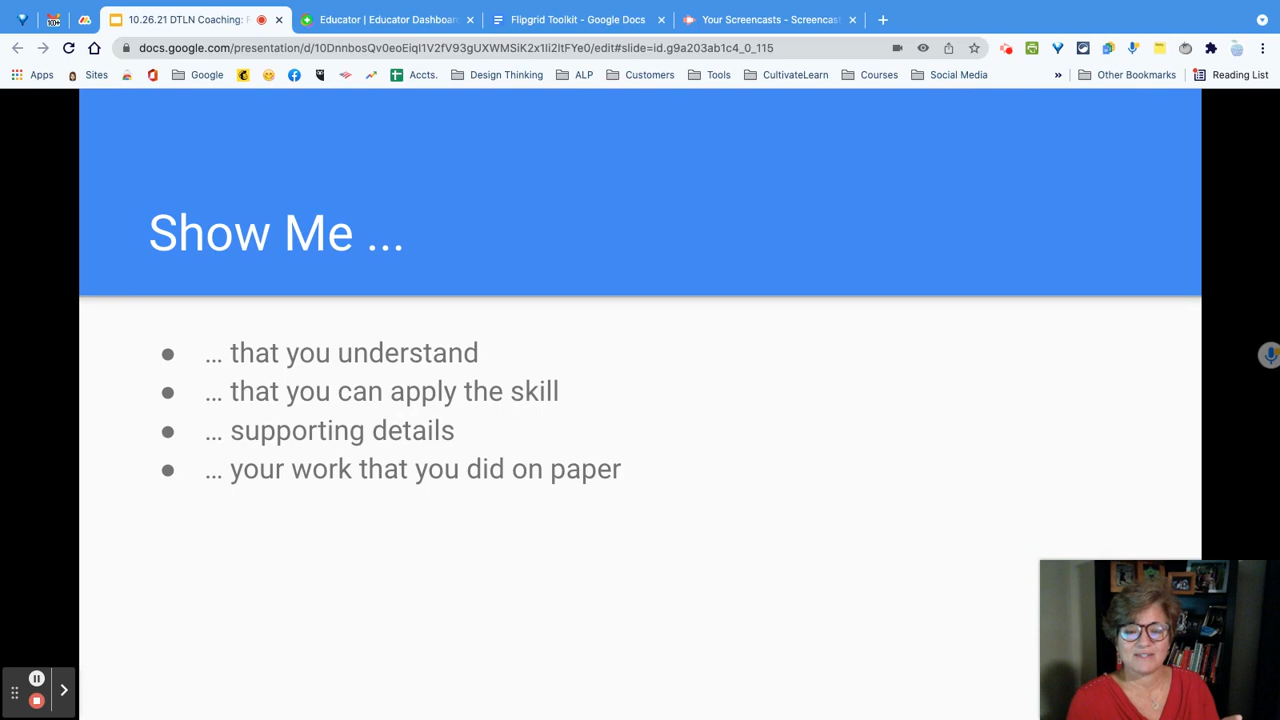 10.26.21 DTLN Coaching: F
Educator | Educator Dashboard
Flipgrid Toolkit - Google Docs
Your Screencasts - Screencast
docs.google.com/presentation/d/10DnnbosQv0eoEiqI1V2fV93gUXWMSiK2x1Ii2ItFYe0/edit#slide=id.g9a203ab1c4_0_115
Apps Sites Google Accts. Design Thinking ALP Customers Tools CultivateLearn Courses Social Media » Other Bookmarks Reading List
Show Me ...
● ... that you understand
● ... that you can apply the skill
● ... supporting details
● ... your work that you did on paper